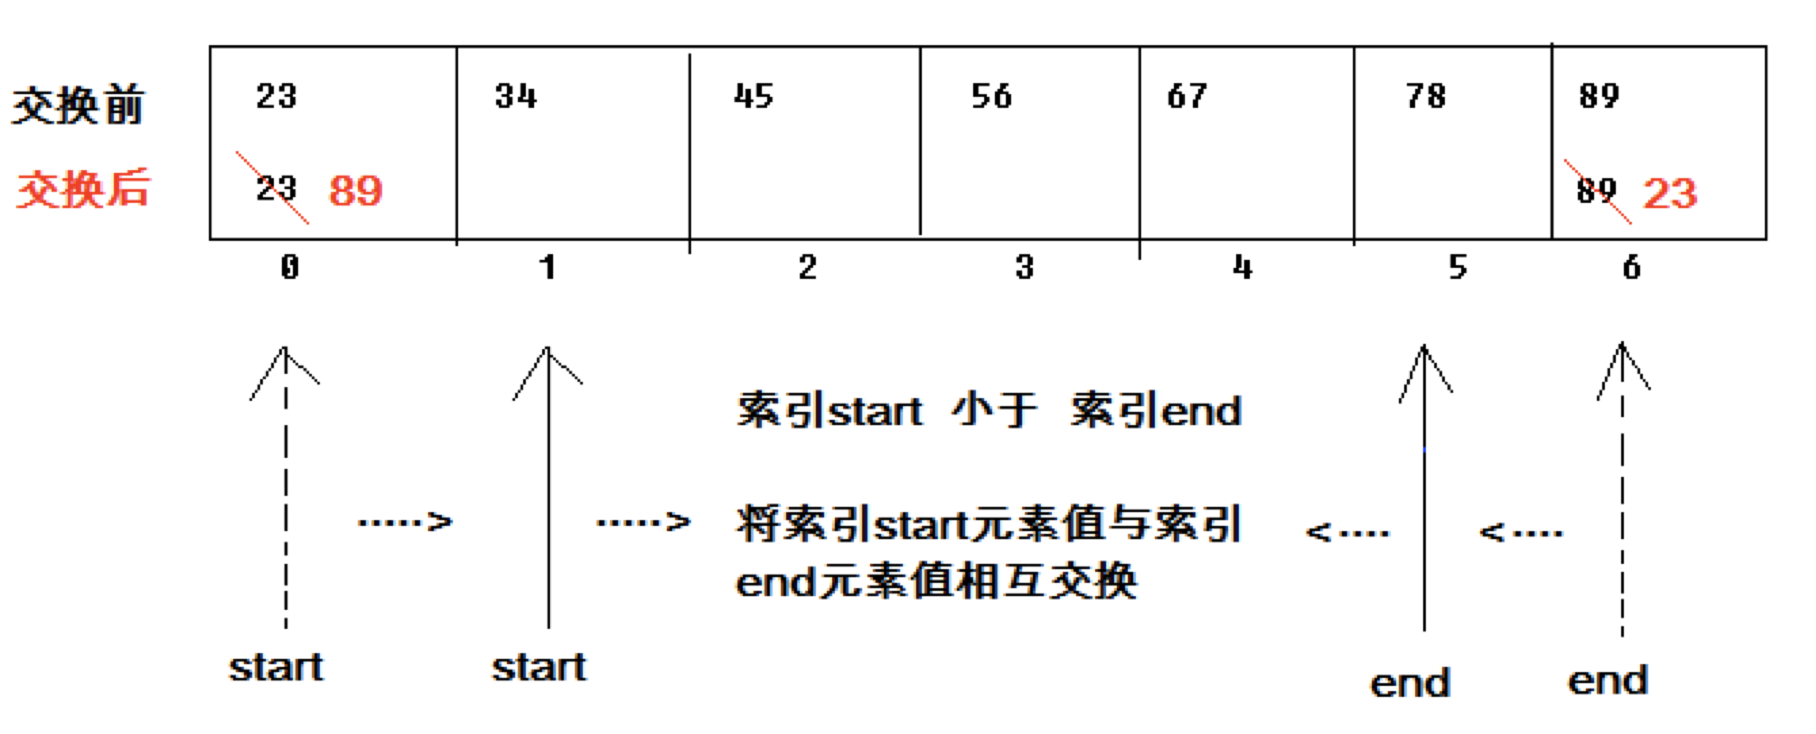 交换前 23 34 45 56 67 78 89
交换后 23 89 89 23
0 1 2 3 4 5 6
索引start 小于 索引end
·····> ·····> 将索引start元素值与索引 <···· <····
end元素值相互交换
start start end end